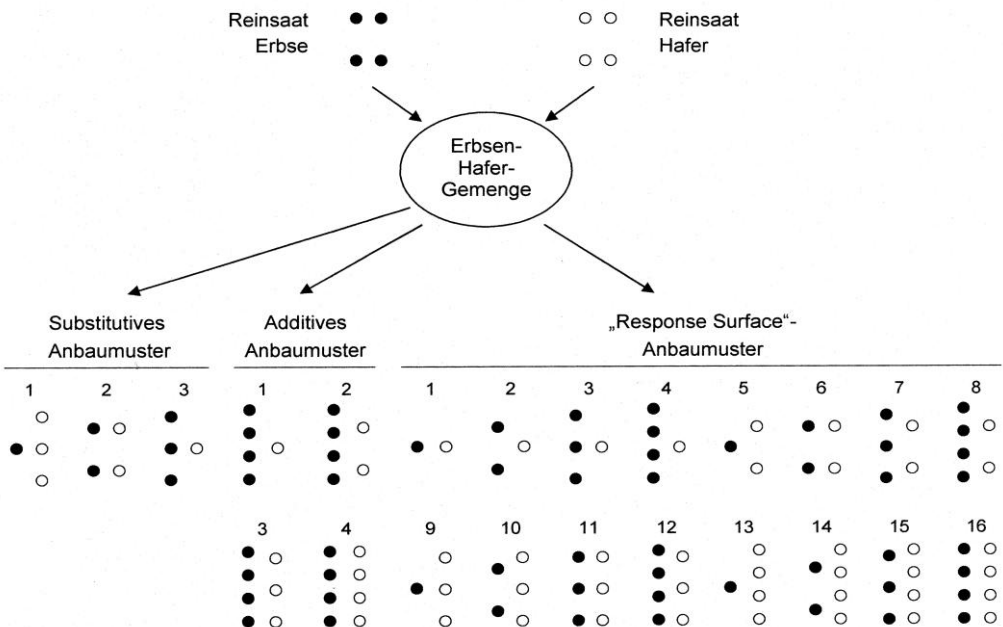 Reinsaat
Erbse
Reinsaat
Hafer
Erbsen-
Hafer-
Gemenge
Substitutives
Anbaumuster
Additives
Anbaumuster
„Response Surface“-
Anbaumuster
1 2 3
1 2
1 2 3 4 5 6 7 8
3 4
9 10 11 12 13 14 15 16